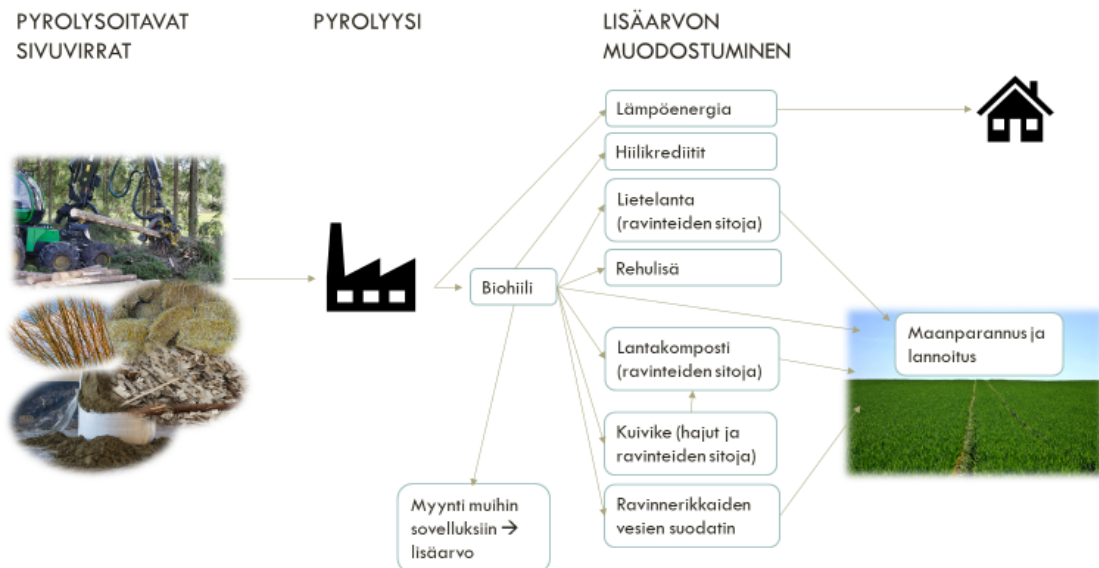 PYROLYSOITAVAT
SIVUVIRRAT
PYROLYYSI
LISÄARVON
MUODOSTUMINEN
Lämpöenergia
Hiilikrediitit
Lietelanta
(ravinteiden sitoja)
Rehulisä
Biohiili
Lantakomposti
(ravinteiden sitoja)
Kuivike (hajut ja
ravinteiden sitoja)
Ravinnerikkaiden
vesien suodatin
Maanparannus ja
lannoitus
Myynti muihin
sovelluksiin →
lisäarvo